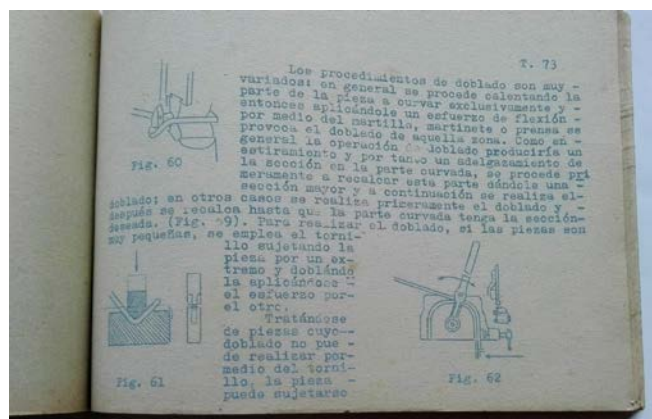 T. 73
Los procedimientos de doblado son muy -
variados; en general se procede calentando la
parte de la pieza a curvar exclusivamente y -
entonces aplicándole un esfuerzo de flexión -
por medio del martillo, martinete o prensa se
provoca el doblado de aquella zona. Como en -
general la operación de doblado produciría un
estiramiento y por tanto un adelgazamiento de
la sección en la parte curvada, se procede pri
meramente a recalcar esta parte dándole una -
sección mayor y a continuación se realiza el-
Fig. 60
doblado; en otros casos se realiza primeramente el doblado y -
después se recalca hasta que la parte curvada tenga la sección-
deseada. (Fig. 59). Para realizar el doblado, si las piezas son
muy pequeñas, se emplea el torni-
llo sujetando la
pieza por un ex-
tremo y doblándo
la aplicándose -
el esfuerzo por-
el otro.
Tratándose
de piezas cuyo--
doblado no pue -
de realizar por-
medio del torni-
llo, la pieza -
puede sujetarse
Fig. 61
Fig. 62